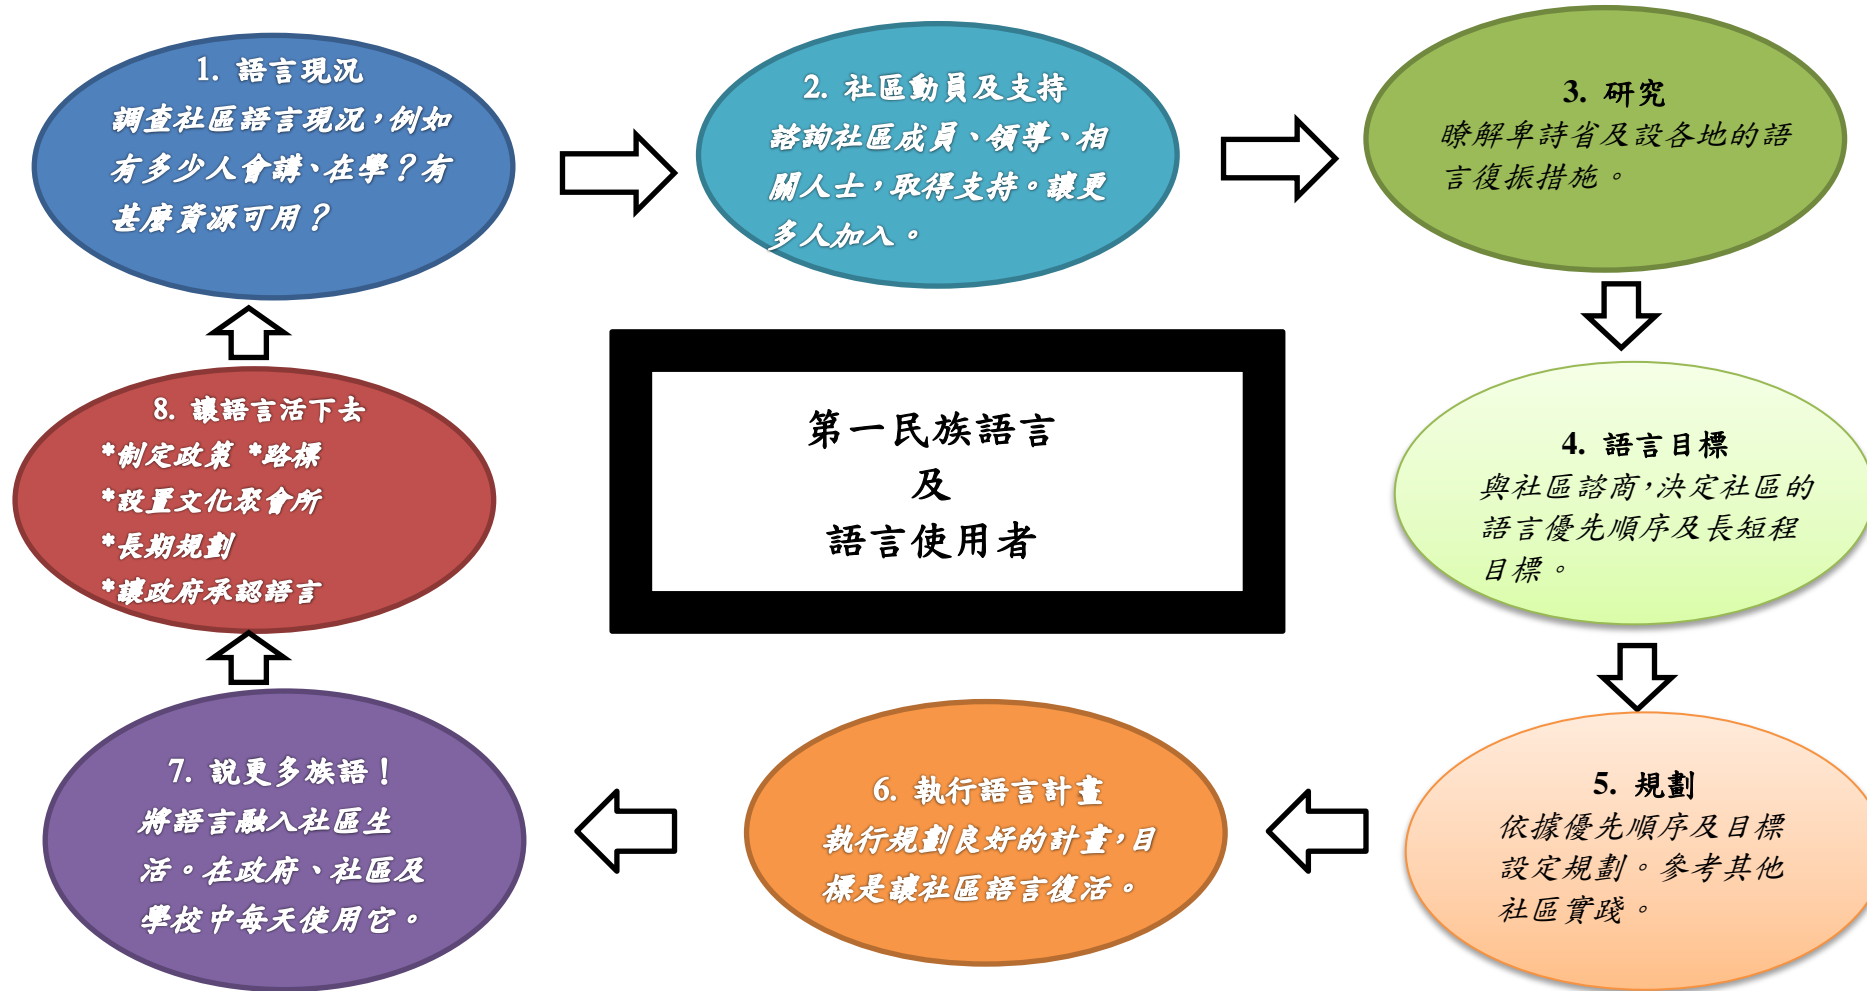 1. 語言現況
調查社區語言現況，例如
有多少人會講、在學？有
甚麼資源可用？
2. 社區動員及支持
諮詢社區成員、領導、相
關人士，取得支持。讓更
多人加入。
3. 研究
瞭解卑詩省及設各地的語
言復振措施。
4. 語言目標
與社區諮商，決定社區的
語言優先順序及長短程
目標。
5. 規劃
依據優先順序及目標
設定規劃。參考其他
社區實踐。
6. 執行語言計畫
執行規劃良好的計畫，目
標是讓社區語言復活。
7. 說更多族語！
將語言融入社區生
活。在政府、社區及
學校中每天使用它。
8. 讓語言活下去
*制定政策 *路標
*設置文化聚會所
*長期規劃
*讓政府承認語言
第一民族語言
及
語言使用者